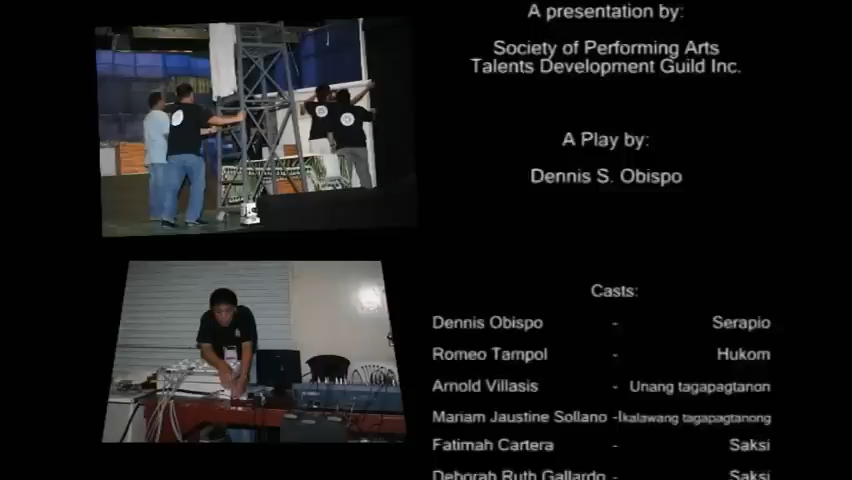 A presentation by:
Society of Performing Arts
Talents Development Guild Inc.
A Play by:
Dennis S. Obispo
Casts:
Dennis Obispo - Serapio
Romeo Tampol - Hukom
Arnold Villasis - Unang tagapagtanon
Mariam Jaustine Sollano -Ikalawang tagapagtanong
Fatimah Cartera - Saksi
Deborah Ruth Gallardo - Saksi